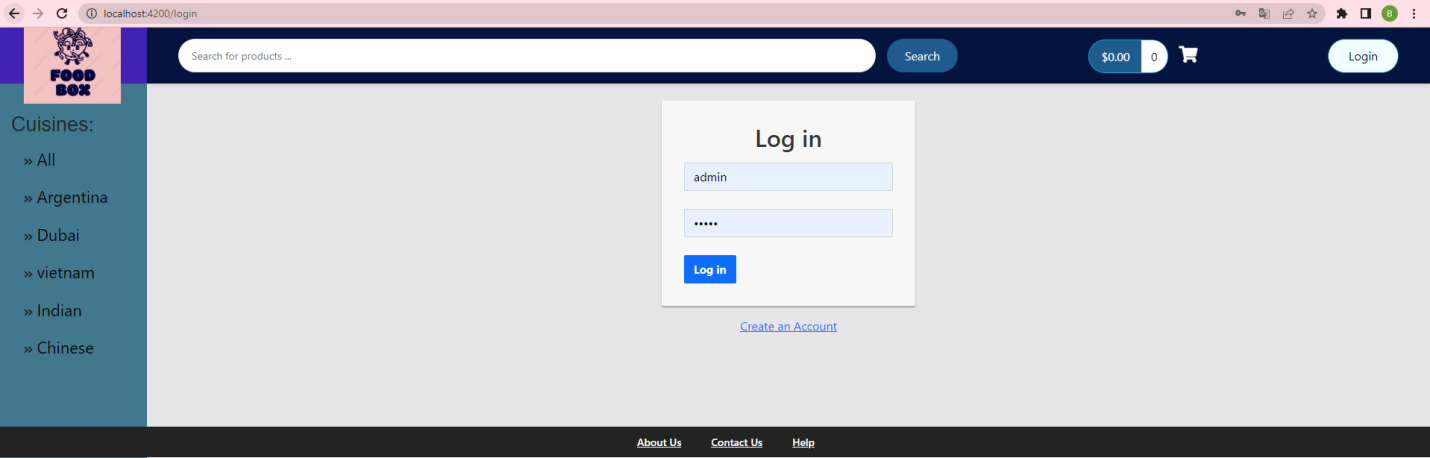 localhost:4200/login
B
FOOD
BOX
Search for products ...
Search
$0.00
0
Login
Cuisines:
» All
» Argentina
» Dubai
» vietnam
» Indian
» Chinese
Log in
admin
•••••
Log in
Create an Account
About Us
Contact Us
Help